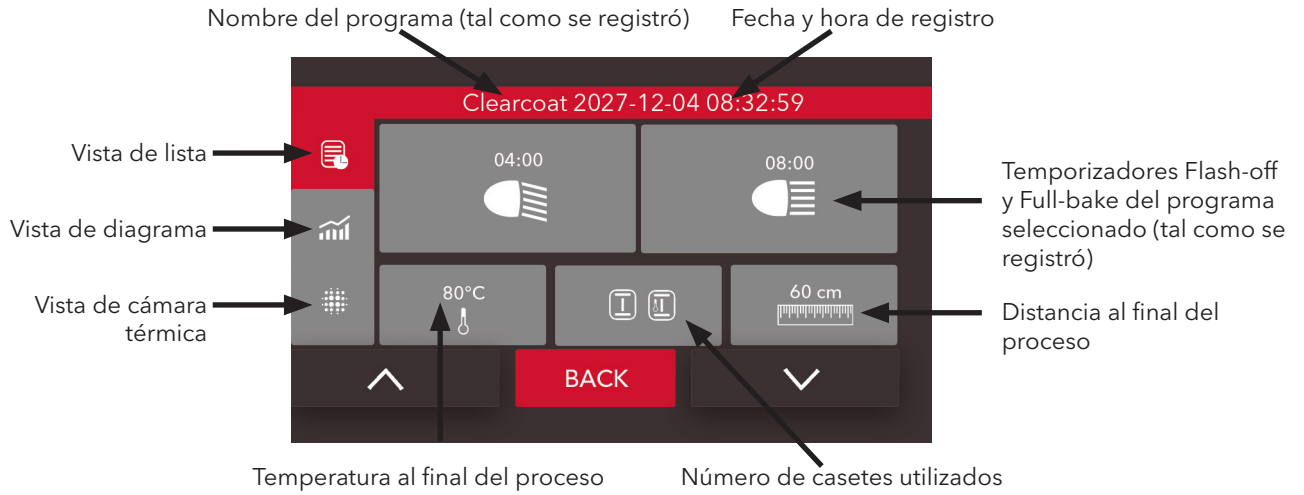 Nombre del programa (tal como se registró)
Fecha y hora de registro
Clearcoat 2027-12-04 08:32:59
Vista de lista
04:00
08:00
Temporizadores Flash-off
y Full-bake del programa
seleccionado (tal como se
registró)
Vista de diagrama
Vista de cámara
térmica
80°C
60 cm
Distancia al final del
proceso
BACK
Temperatura al final del proceso
Número de casetes utilizados